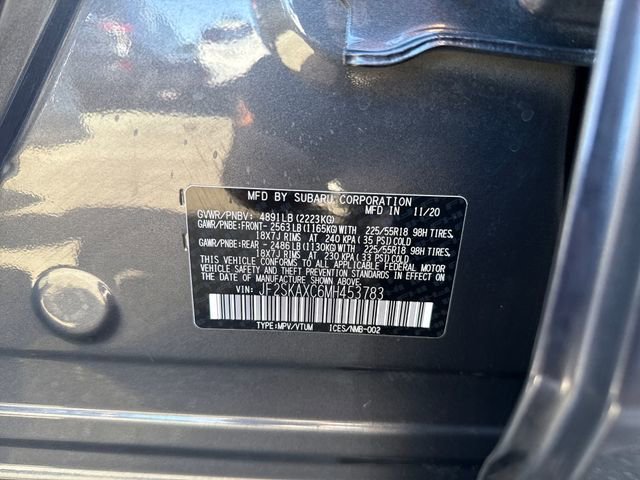 MFD BY SUBARU CORPORATION
GVWR/PNBV: 4891LB (2223KG) MFD IN 11/20
GAWR/PNBE:FRONT- 2563 LB(1165KG)WITH 225/55R18 98H TIRES,
18X7J RIMS AT 240 KPA (35 PSI)COLD
GAWR/PNBE:REAR - 2486 LB(1130KG)WITH 225/55R18 98H TIRES,
18X7J RIMS AT 230 KPA (33 PSI)COLD
THIS VEHICLE CONFORMS TO ALL APPLICABLE FEDERAL MOTOR
VEHICLE SAFETY AND THEFT PREVENTION STANDARDS IN EFFECT
ON THE DATE OF MANUFACTURE SHOWN ABOVE.
VIN: JF2SKAXC6MH453783
TYPE:MPV/VTUM ICES/NMB-002